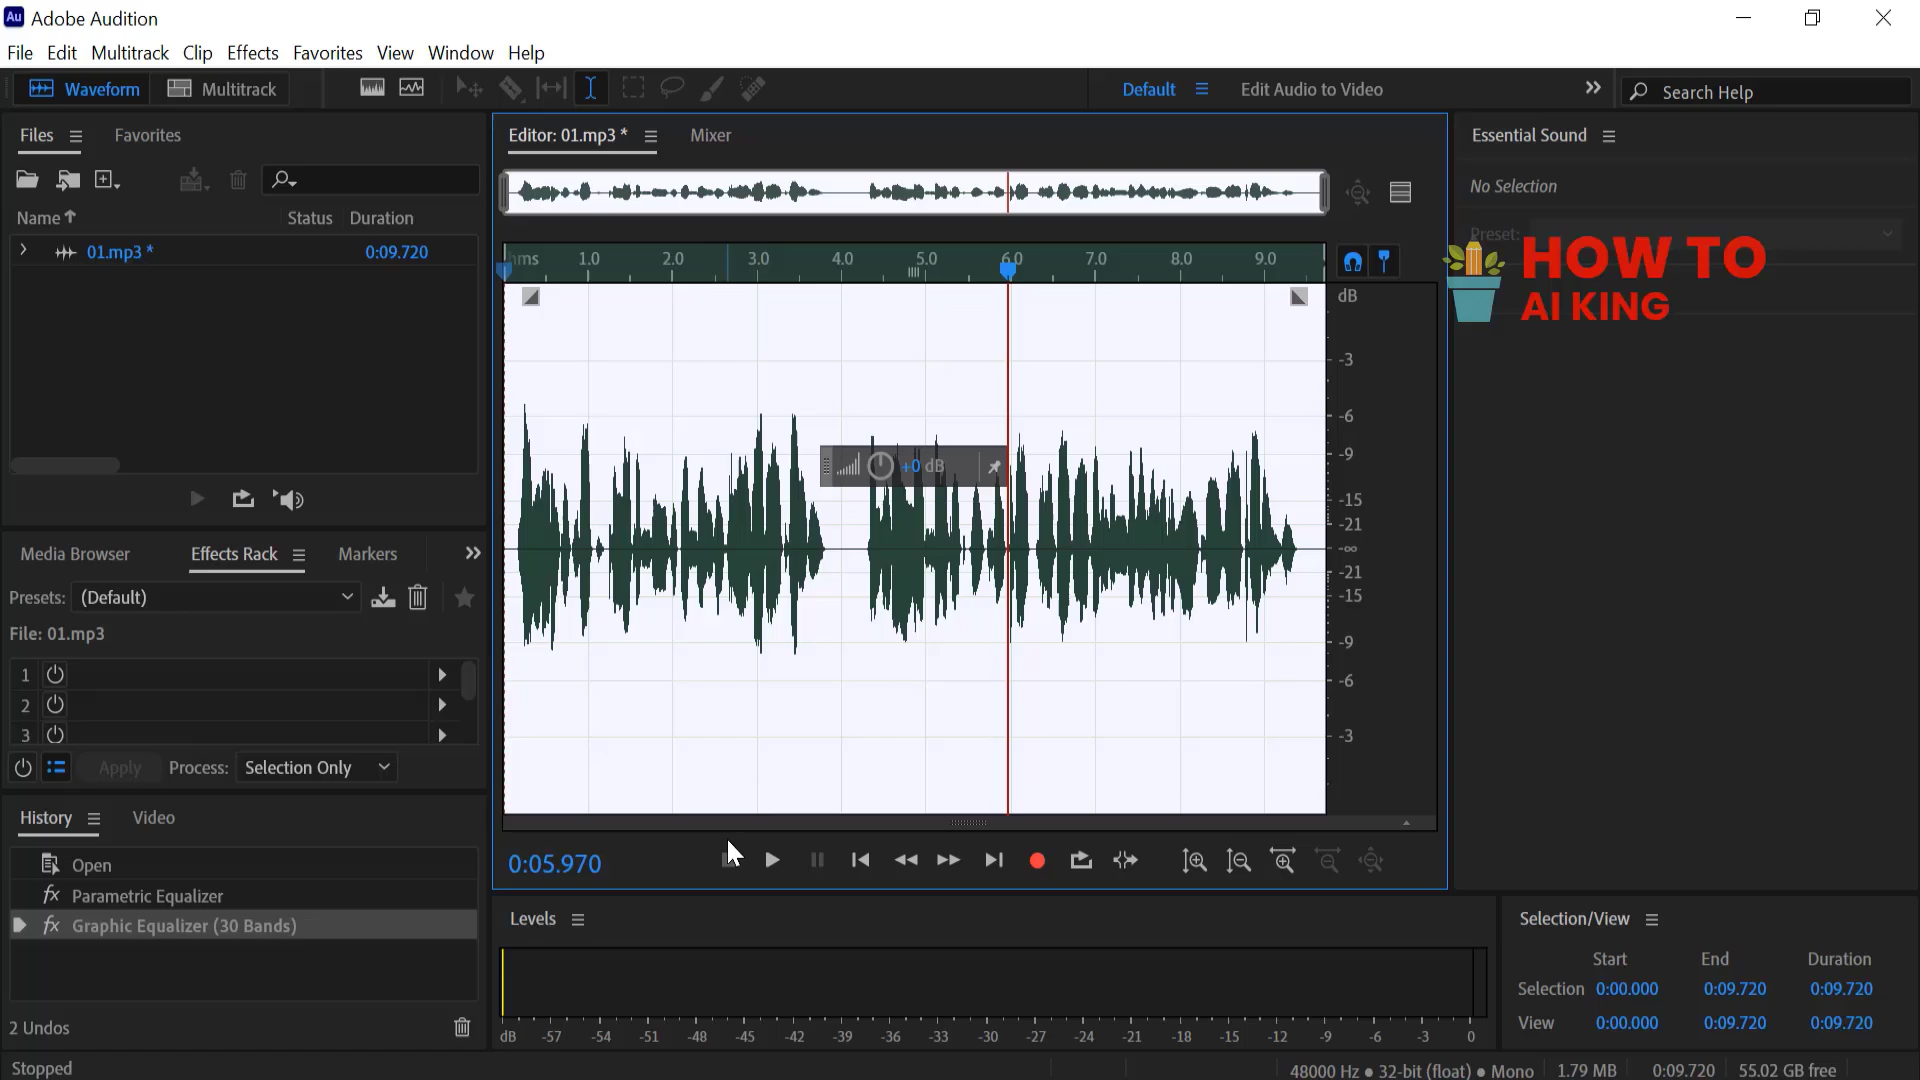 Au Adobe Audition
File Edit Multitrack Clip Effects Favorites View Window Help
Waveform Multitrack Default Edit Audio to Video Search Help
Files Favorites
Name Status Duration
01.mp3 * 0:09.720
Media Browser Effects Rack Markers
Presets: (Default)
File: 01.mp3
1
2
3
Apply Process: Selection Only
History Video
Open
fx Parametric Equalizer
fx Graphic Equalizer (30 Bands)
2 Undos
Stopped
Editor: 01.mp3 * Mixer
hms 1.0 2.0 3.0 4.0 5.0 6.0 7.0 8.0 9.0
dB
-3
-6
-9
-15
-21
-∞
-21
-15
-9
-6
-3
+0 dB
0:05.970
Levels
dB -57 -54 -51 -48 -45 -42 -39 -36 -33 -30 -27 -24 -21 -18 -15 -12 -9 -6 -3 0
Essential Sound
No Selection
Preset:
HOW TO
AI KING
Selection/View
Start End Duration
Selection 0:00.000 0:09.720 0:09.720
View 0:00.000 0:09.720 0:09.720
48000 Hz ● 32-bit (float) ● Mono 1.79 MB 0:09.720 55.02 GB free